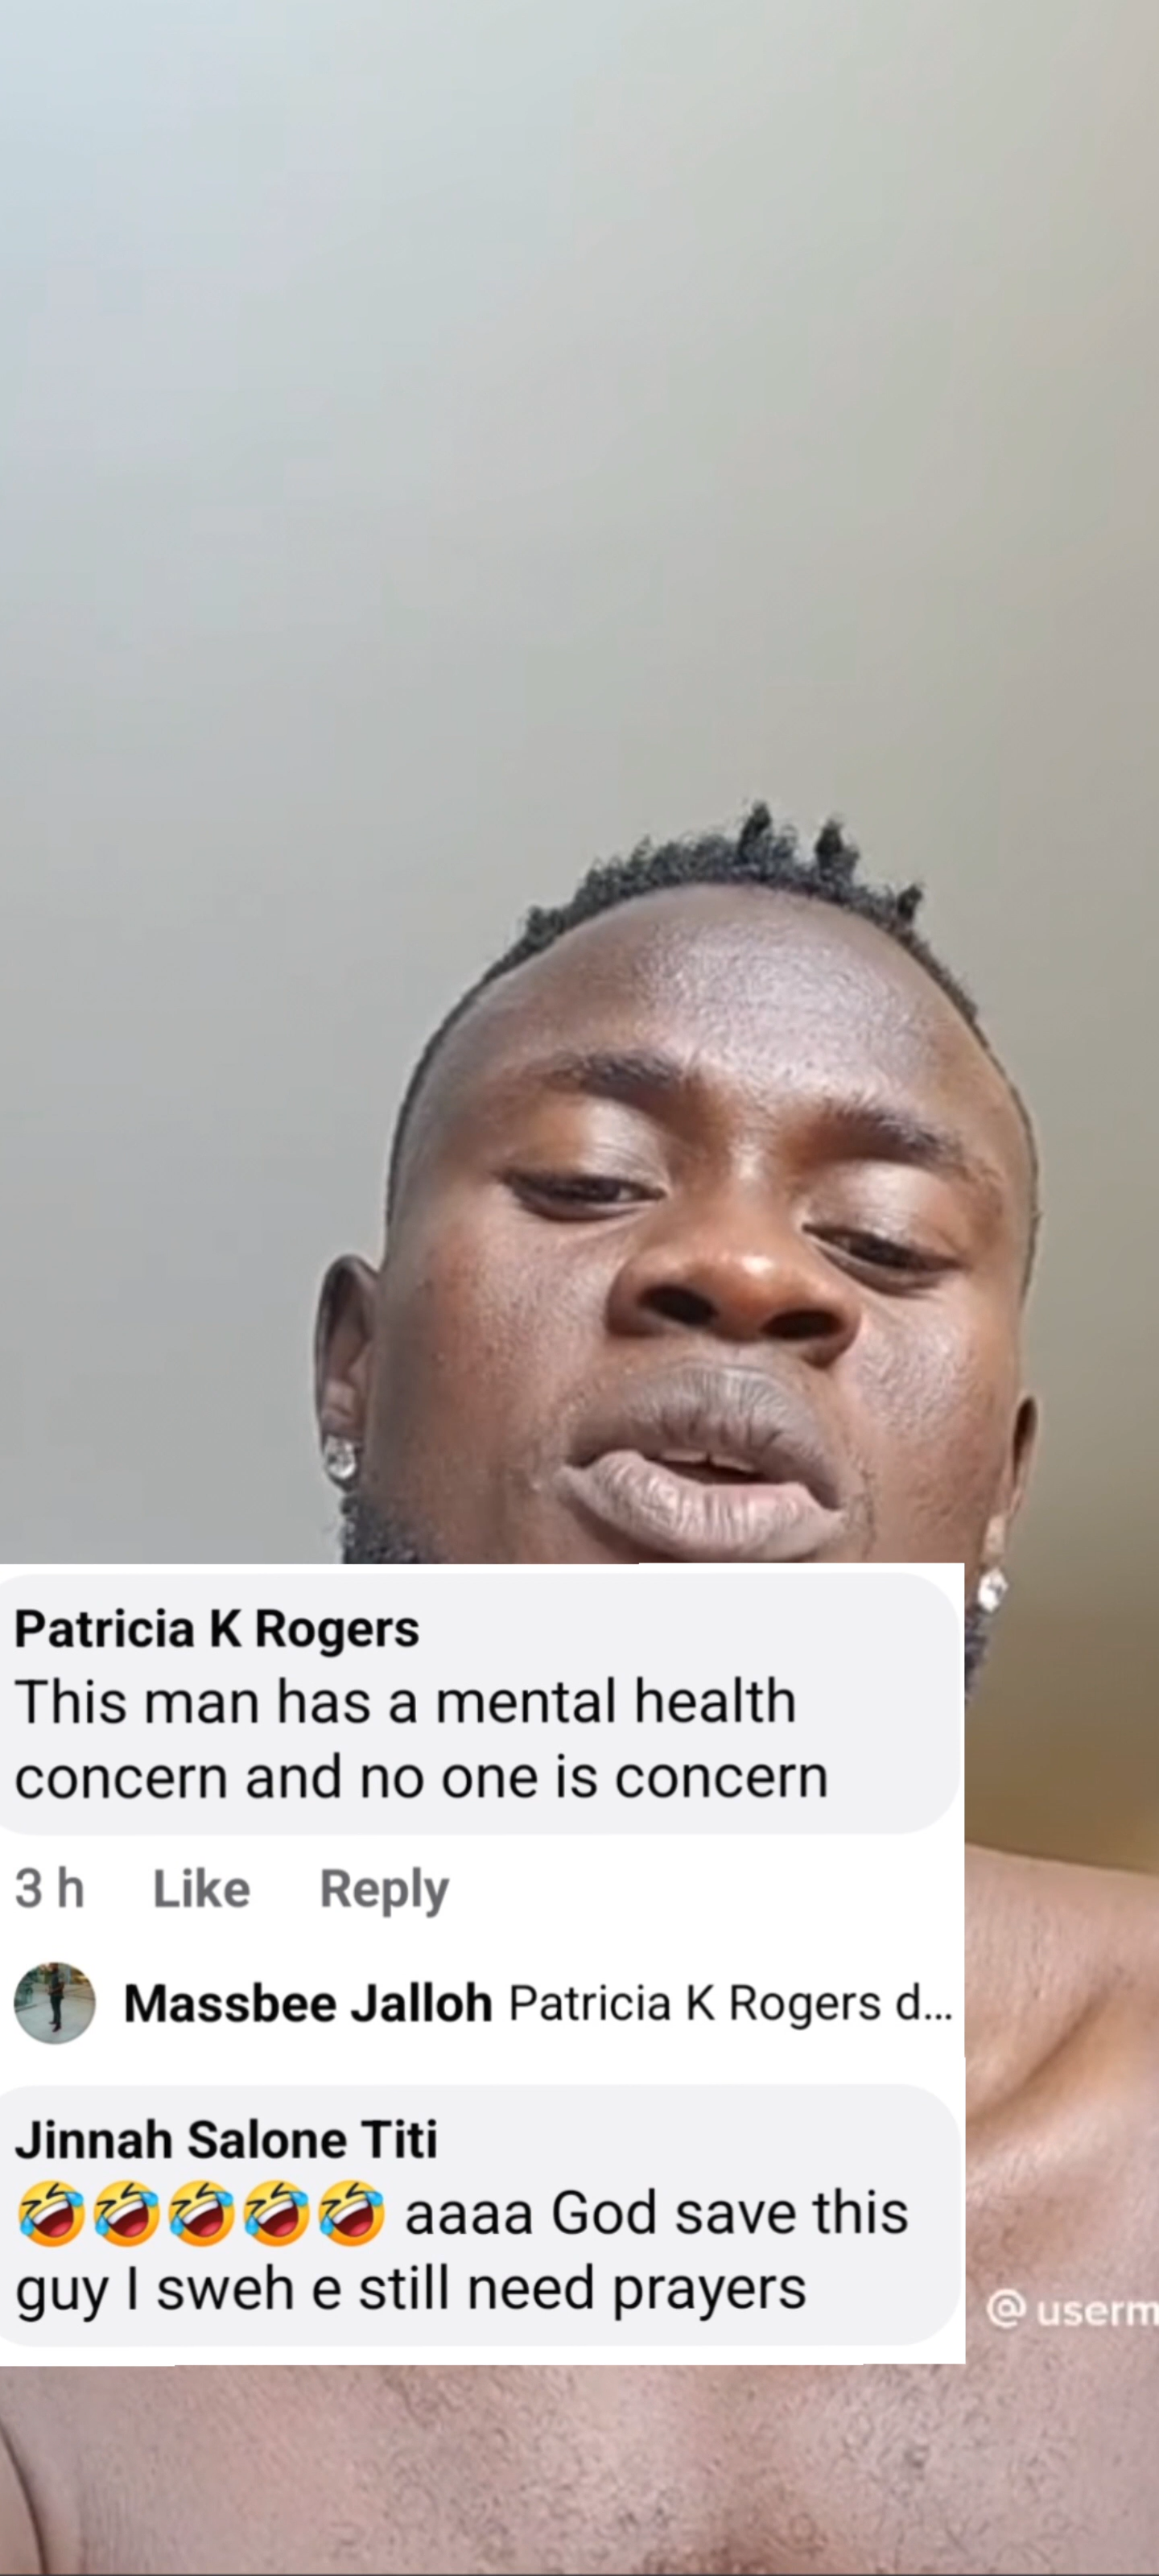 Patricia K Rogers
This man has a mental health
concern and no one is concern
3 h Like Reply
Massbee Jalloh Patricia K Rogers d...
Jinnah Salone Titi
🤣🤣🤣🤣🤣 aaaa God save this
guy I sweh e still need prayers
@userm